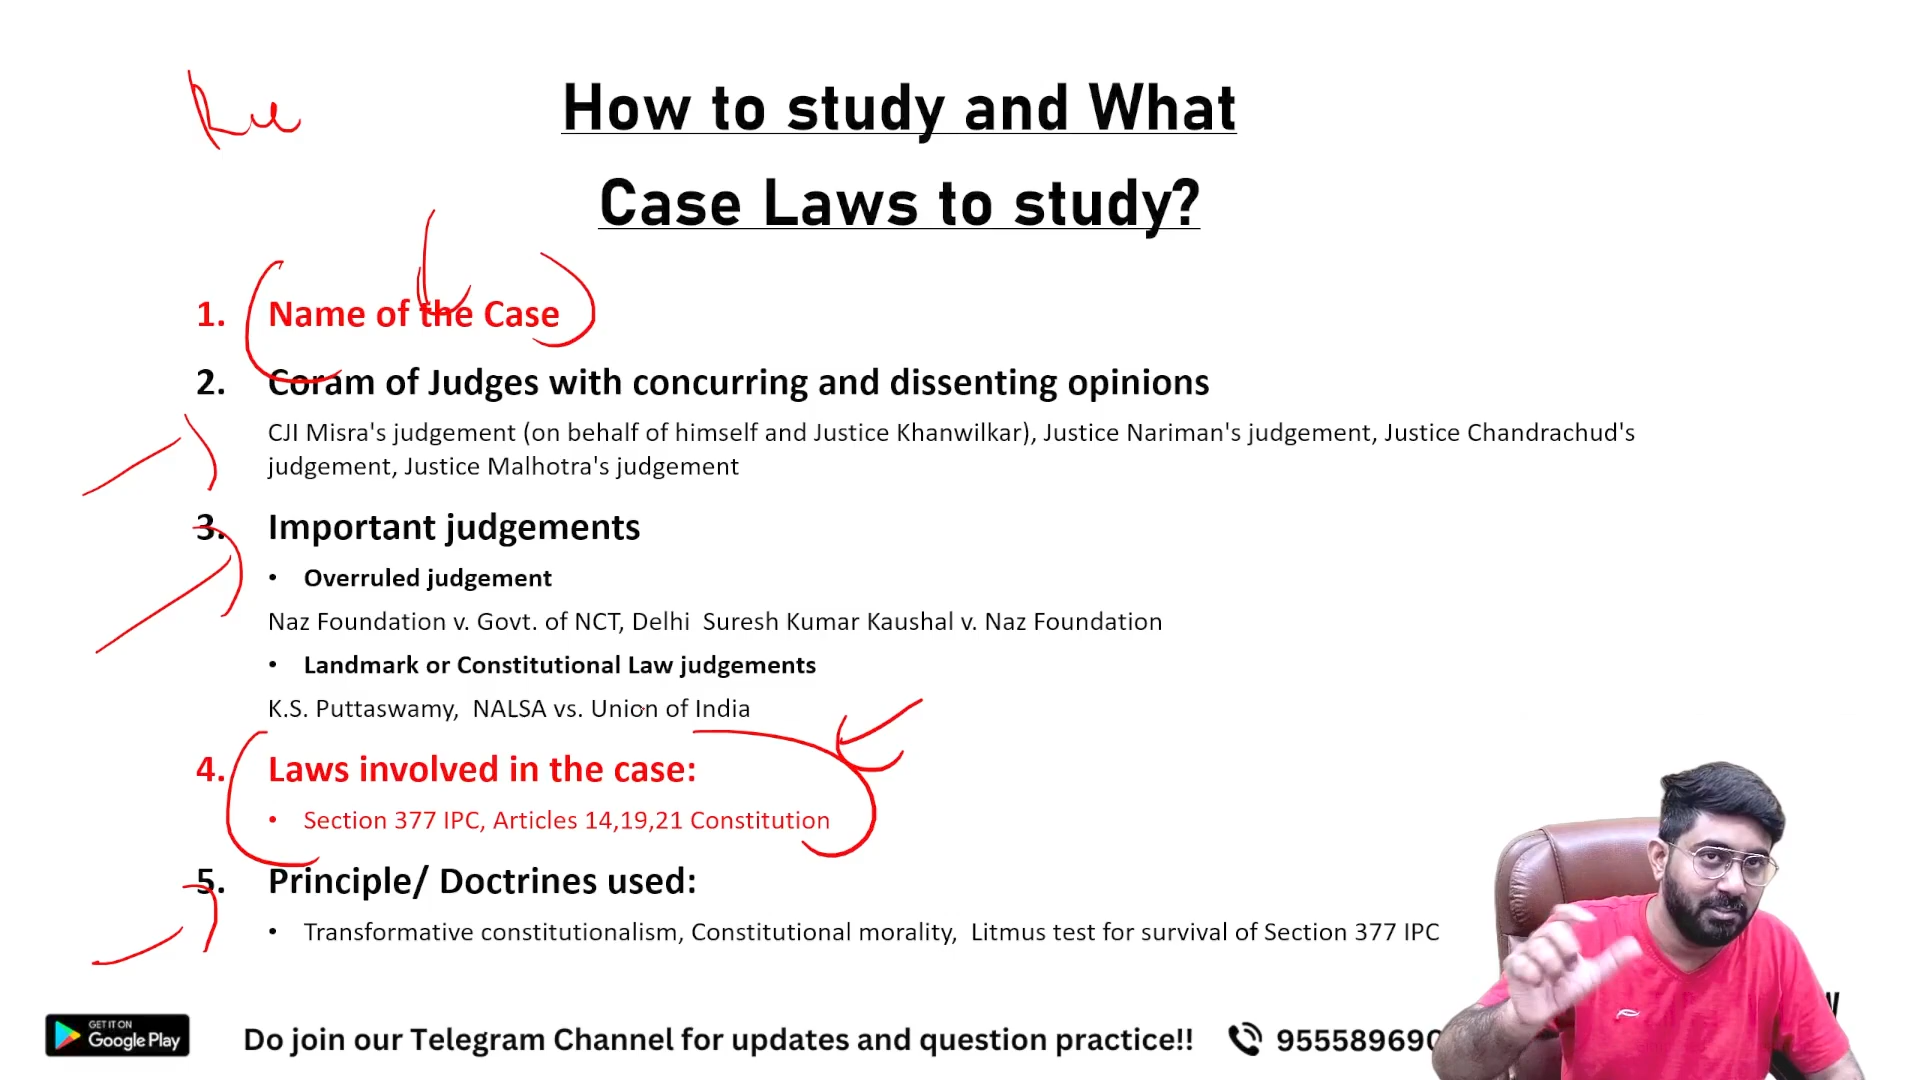 How to study and What
Case Laws to study?
1. Name of the Case
2. Coram of Judges with concurring and dissenting opinions
CJI Misra's judgement (on behalf of himself and Justice Khanwilkar), Justice Nariman's judgement, Justice Chandrachud's
judgement, Justice Malhotra's judgement
3. Important judgements
• Overruled judgement
Naz Foundation v. Govt. of NCT, Delhi Suresh Kumar Kaushal v. Naz Foundation
• Landmark or Constitutional Law judgements
K.S. Puttaswamy, NALSA vs. Union of India
4. Laws involved in the case:
• Section 377 IPC, Articles 14,19,21 Constitution
5. Principle/ Doctrines used:
• Transformative constitutionalism, Constitutional morality, Litmus test for survival of Section 377 IPC
GET IT ON
Google Play
Do join our Telegram Channel for updates and question practice!! 95558969